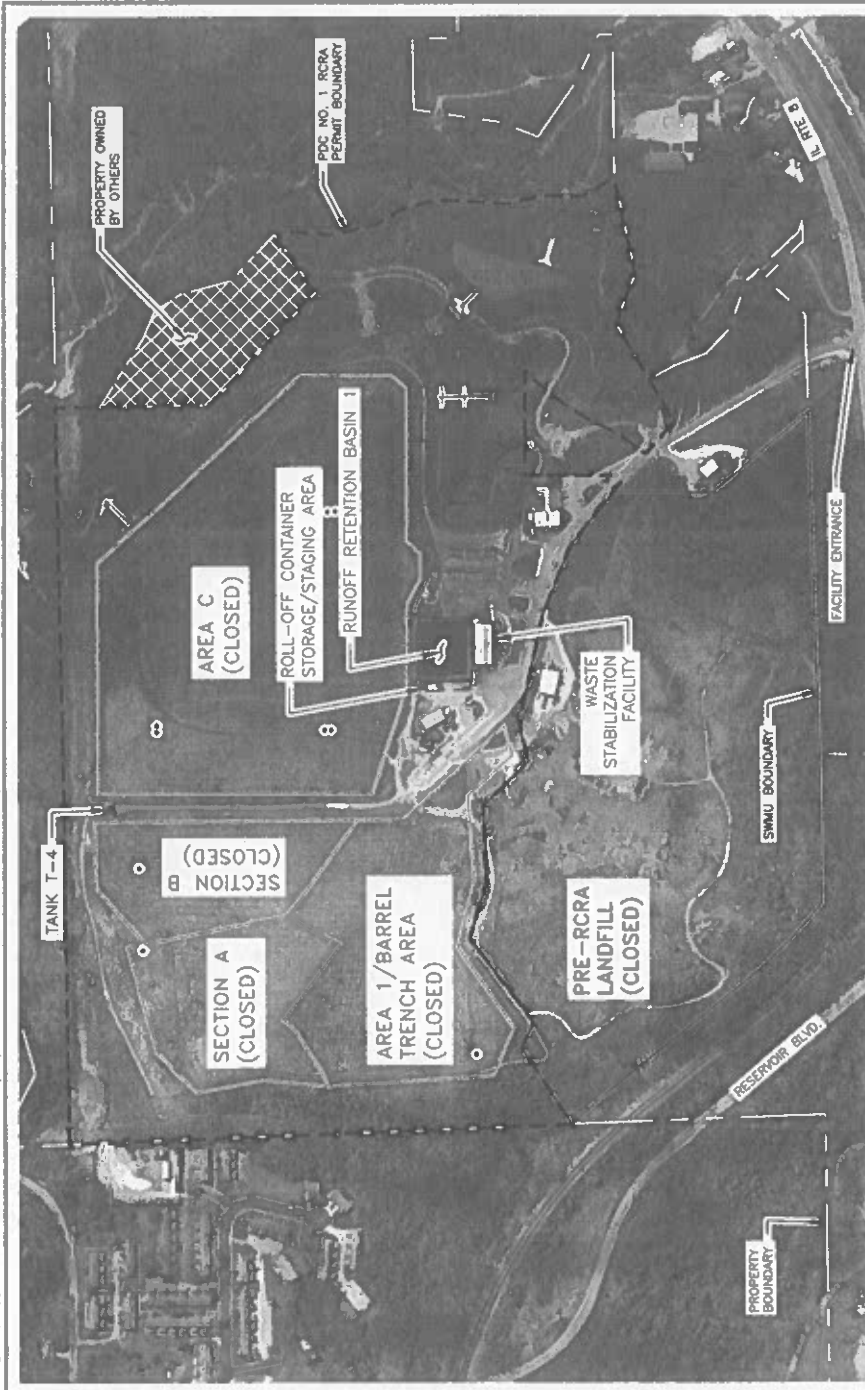 PROPERTY OWNED
BY OTHERS
PDC NO. 1 RCRA
PERMIT BOUNDARY
IL RTE 8
AREA C
(CLOSED)
ROLL-OFF CONTAINER
STORAGE/STAGING AREA
RUNOFF RETENTION BASIN 1
TANK T-4
SECTION B
(CLOSED)
SECTION A
(CLOSED)
AREA 1/BARREL
TRENCH AREA
(CLOSED)
PRE-RCRA
LANDFILL
(CLOSED)
WASTE
STABILIZATION
FACILITY
FACILITY ENTRANCE
SWMU BOUNDARY
RESERVOIR BLVD.
PROPERTY
BOUNDARY